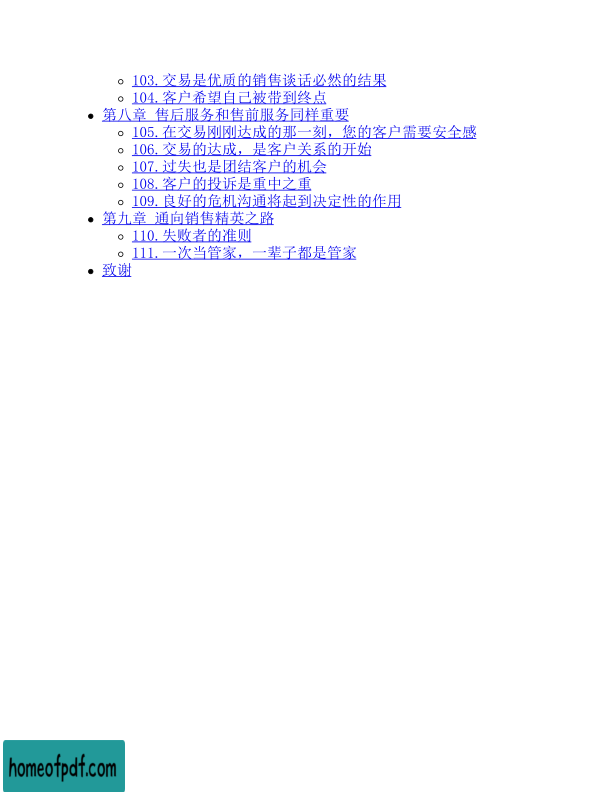 103.交易是优质的销售谈话必然的结果
104.客户希望自己被带到终点
第八章 售后服务和售前服务同样重要
105.在交易刚刚达成的那一刻，您的客户需要安全感
106.交易的达成，是客户关系的开始
107.过失也是团结客户的机会
108.客户的投诉是重中之重
109.良好的危机沟通将起到决定性的作用
第九章 通向销售精英之路
110.失败者的准则
111.一次当管家，一辈子都是管家
致谢
homeofpdf.com